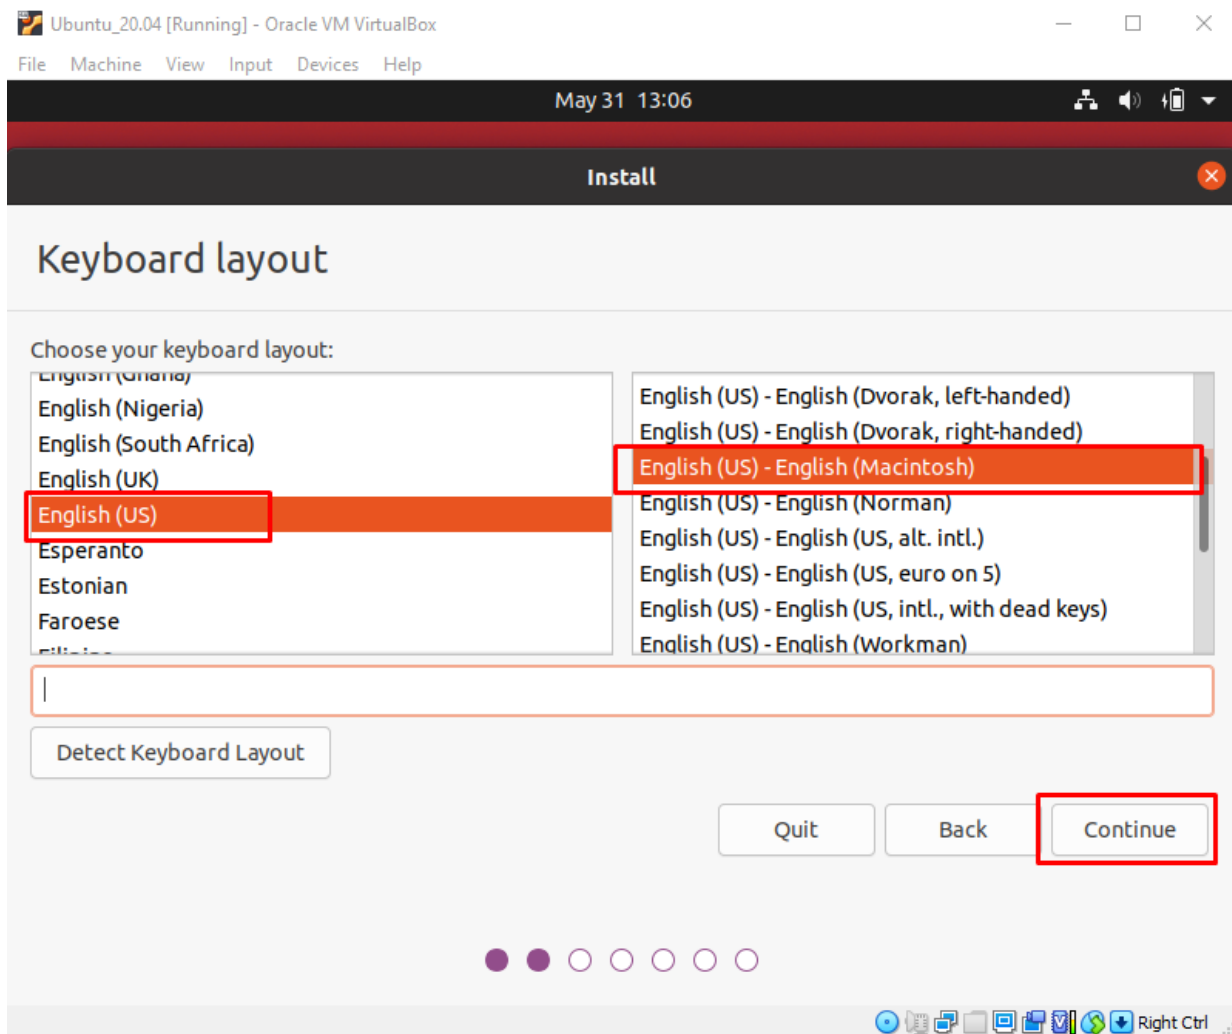 Ubuntu_20.04 [Running] - Oracle VM VirtualBox
File Machine View Input Devices Help
May 31 13:06
Install
Keyboard layout
Choose your keyboard layout:
English (Ghana)
English (Nigeria)
English (South Africa)
English (UK)
English (US)
Esperanto
Estonian
Faroese
Filipino
English (US) - English (Dvorak, left-handed)
English (US) - English (Dvorak, right-handed)
English (US) - English (Macintosh)
English (US) - English (Norman)
English (US) - English (US, alt. intl.)
English (US) - English (US, euro on 5)
English (US) - English (US, intl., with dead keys)
English (US) - English (Workman)
Detect Keyboard Layout
Quit Back Continue
Right Ctrl